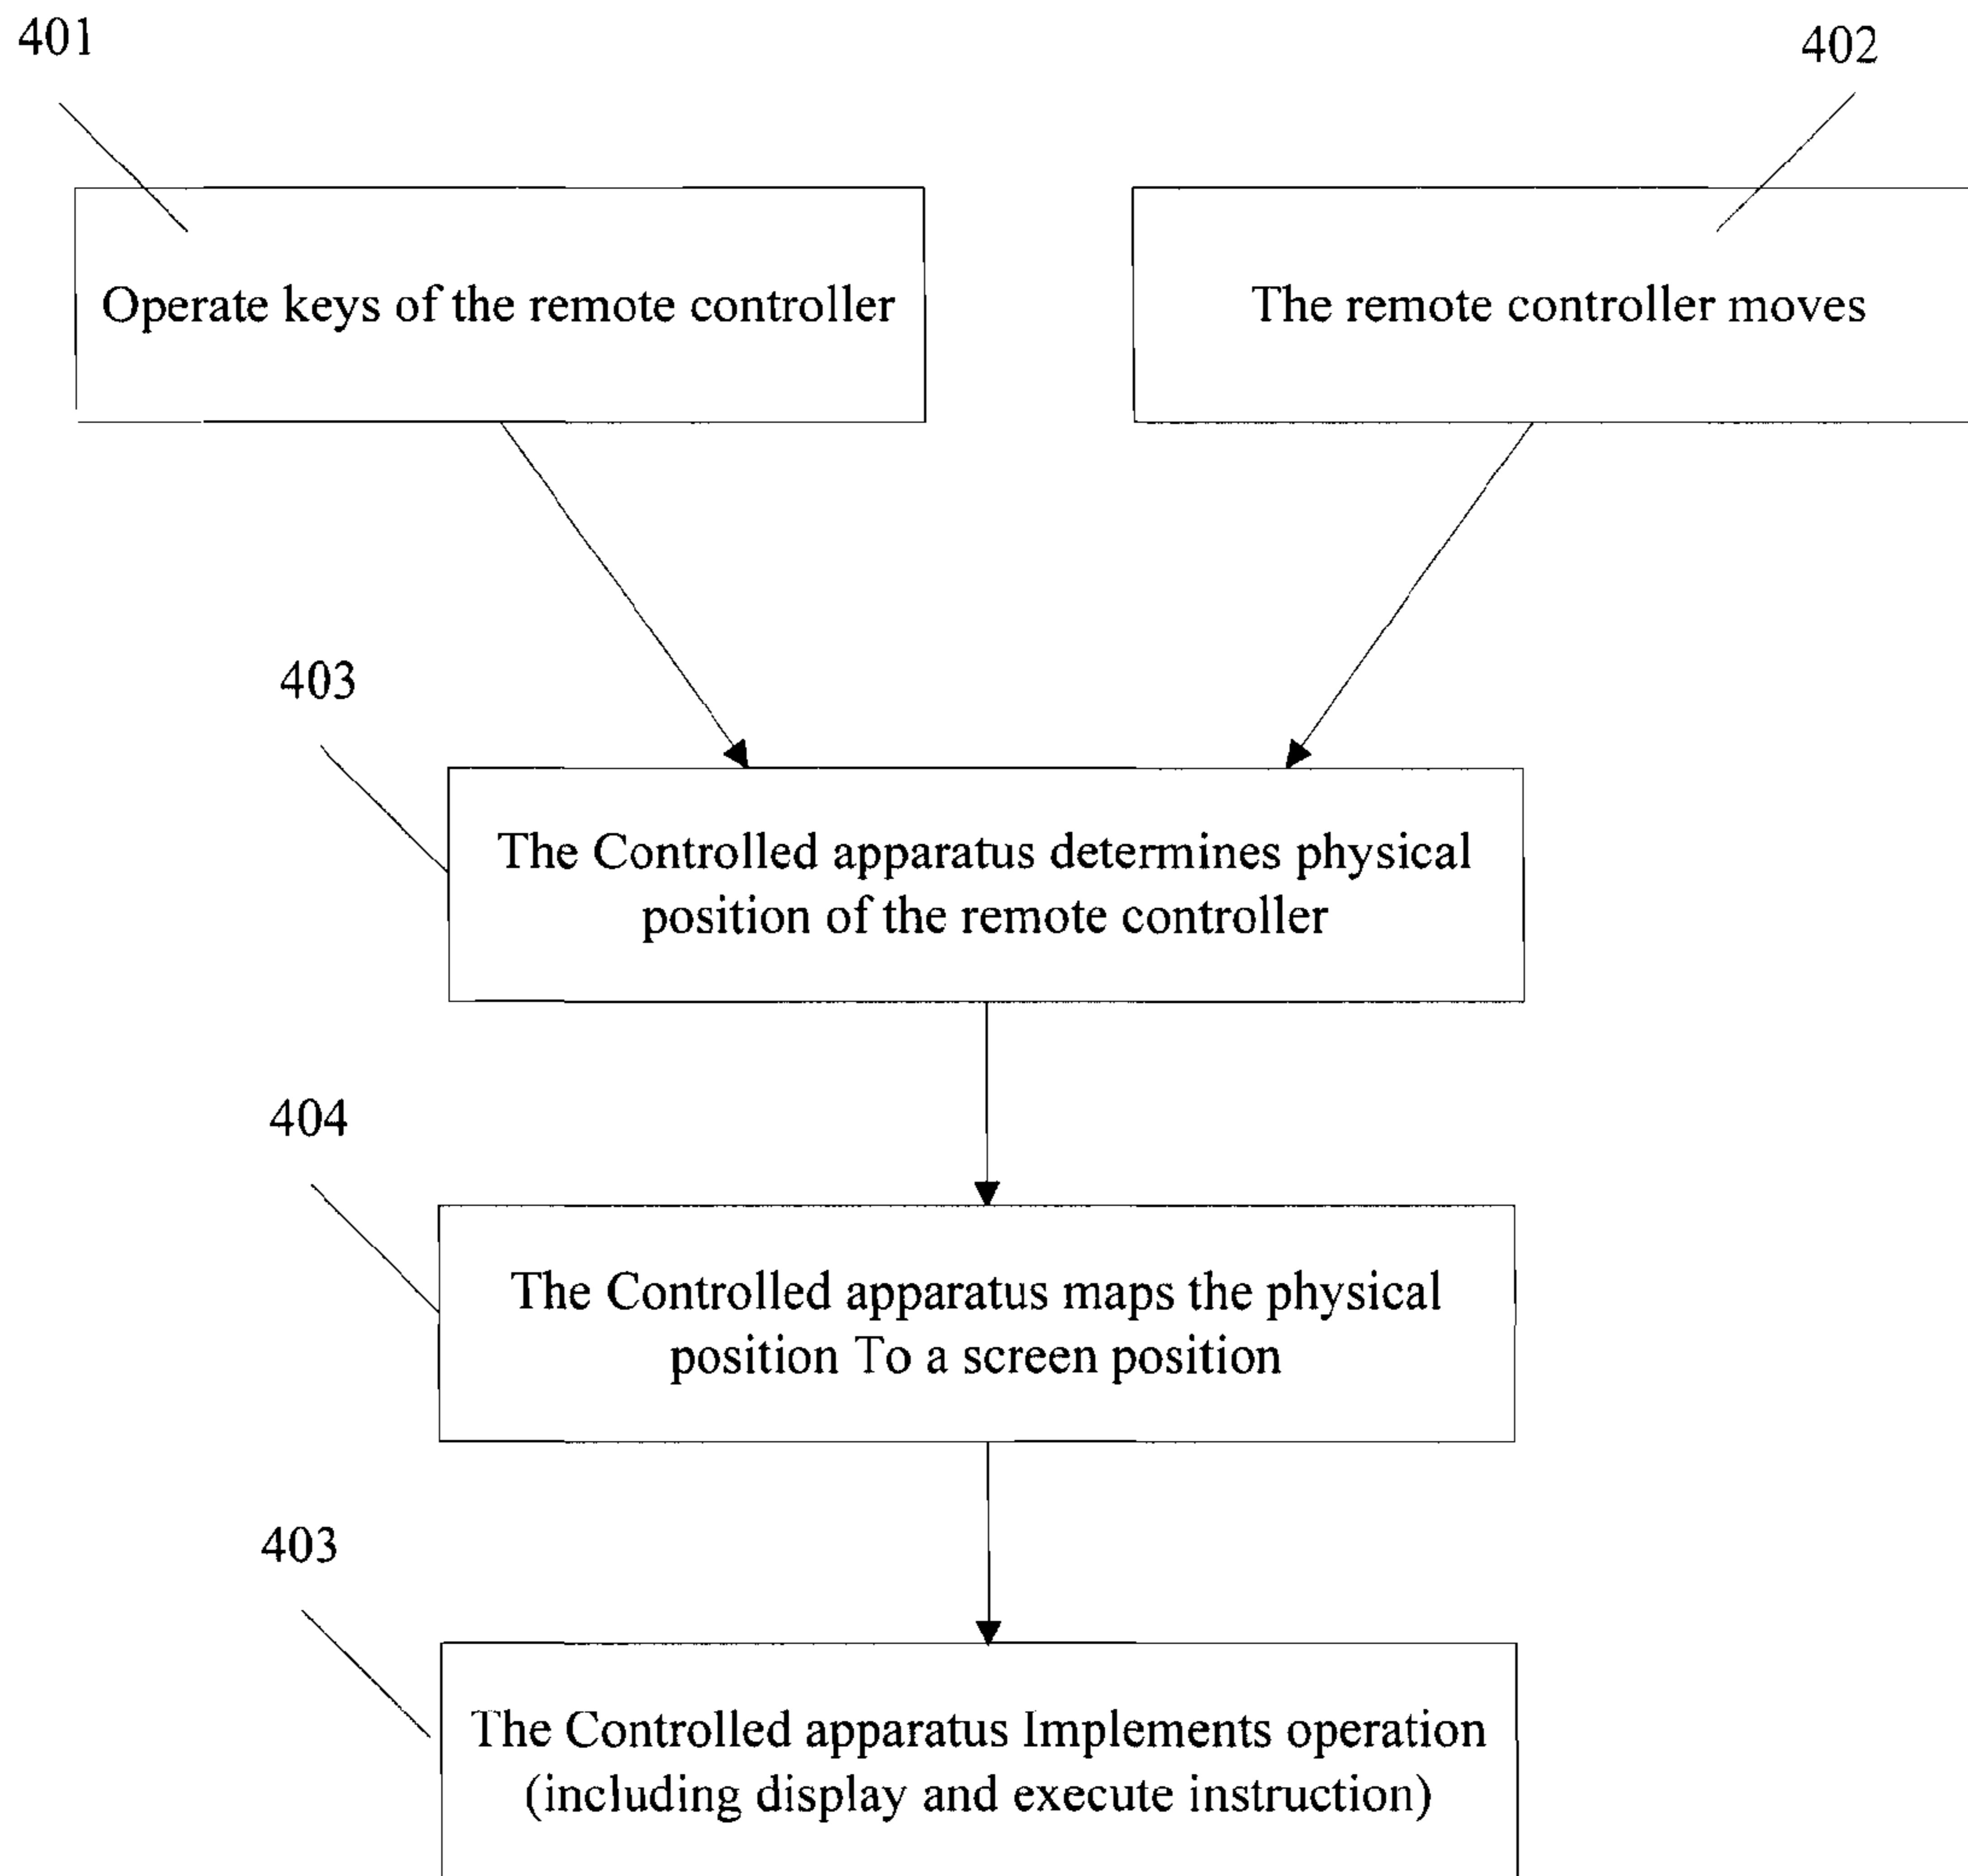 401
402
Operate keys of the remote controller
The remote controller moves
403
The Controlled apparatus determines physical
position of the remote controller
404
The Controlled apparatus maps the physical
position To a screen position
403
The Controlled apparatus Implements operation
(including display and execute instruction)